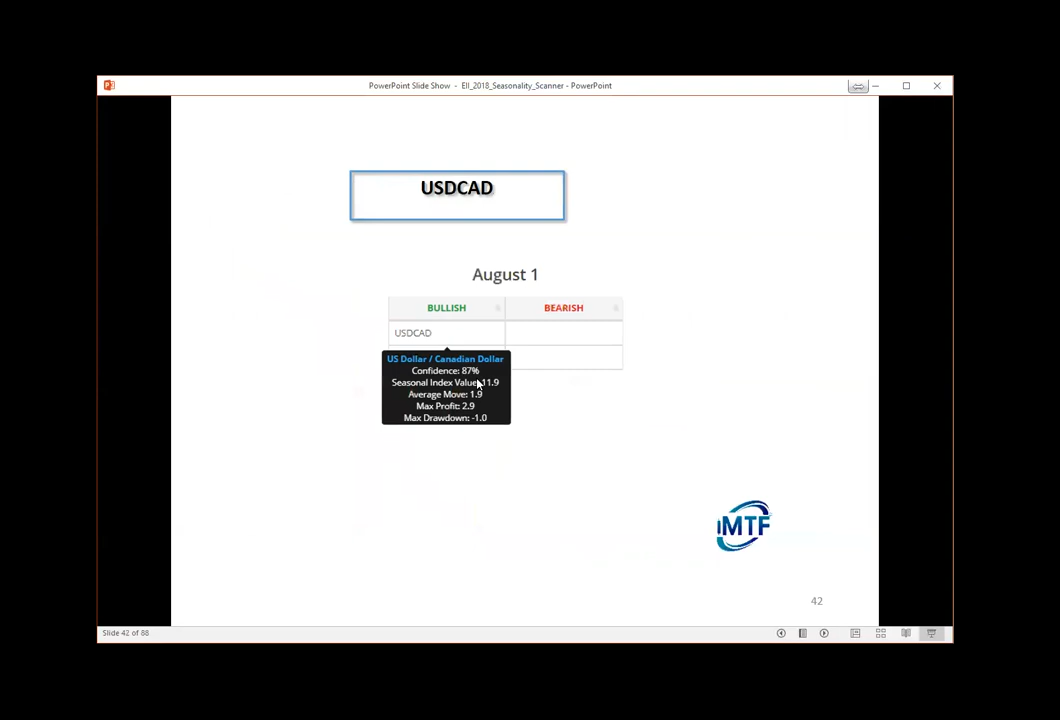 PowerPoint Slide Show - EII_2018_Seasonality_Scanner - PowerPoint
USDCAD
August 1
BULLISH BEARISH
USDCAD
US Dollar / Canadian Dollar
Confidence: 87%
Seasonal Index Value: 11.9
Average Move: 1.9
Max Profit: 2.9
Max Drawdown: -1.0
iMTF
42
Slide 42 of 88